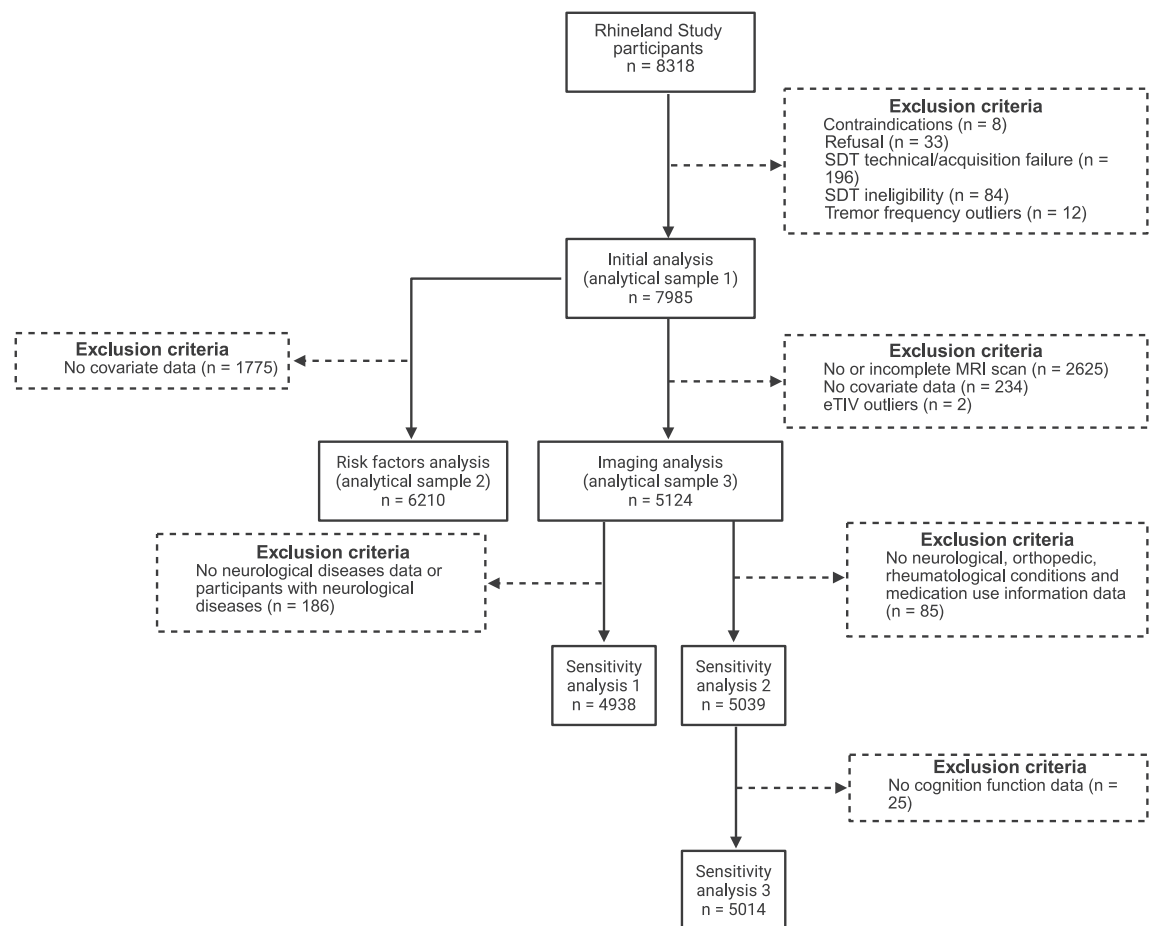 Rhineland Study
participants
n = 8318
Exclusion criteria
Contraindications (n = 8)
Refusal (n = 33)
SDT technical/acquisition failure (n =
196)
SDT ineligibility (n = 84)
Tremor frequency outliers (n = 12)
Initial analysis
(analytical sample 1)
n = 7985
Exclusion criteria
No covariate data (n = 1775)
Exclusion criteria
No or incomplete MRI scan (n = 2625)
No covariate data (n = 234)
eTIV outliers (n = 2)
Risk factors analysis
(analytical sample 2)
n = 6210
Imaging analysis
(analytical sample 3)
n = 5124
Exclusion criteria
No neurological diseases data or
participants with neurological
diseases (n = 186)
Exclusion criteria
No neurological, orthopedic,
rheumatological conditions and
medication use information data
(n = 85)
Sensitivity
analysis 1
n = 4938
Sensitivity
analysis 2
n = 5039
Exclusion criteria
No cognition function data (n =
25)
Sensitivity
analysis 3
n = 5014